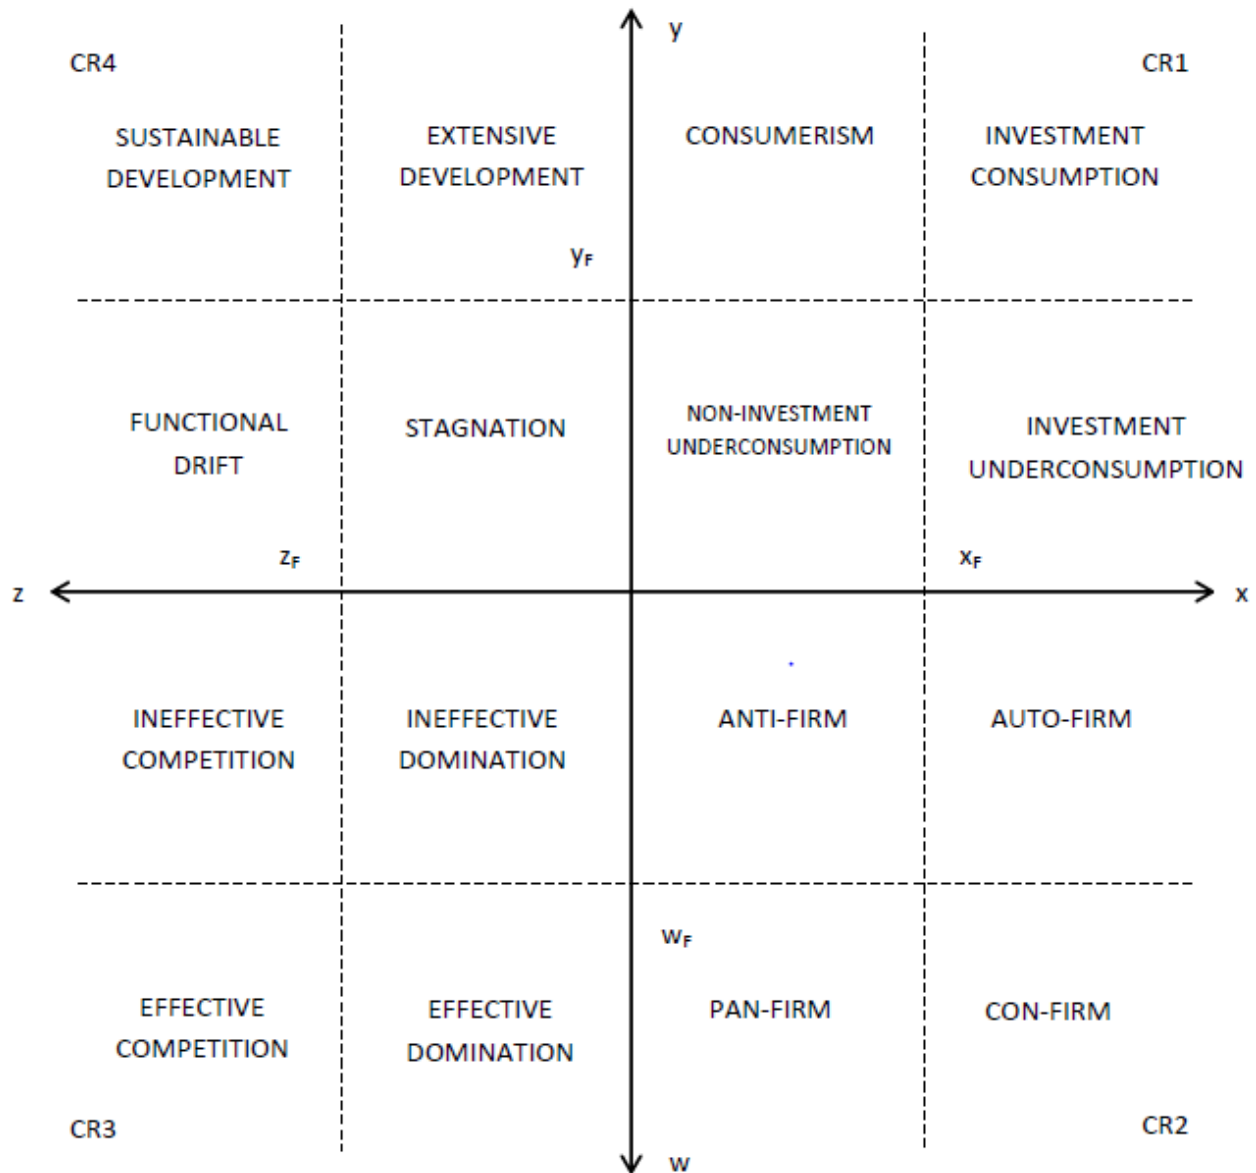 y
CR4
CR1
SUSTAINABLE
DEVELOPMENT
EXTENSIVE
DEVELOPMENT
CONSUMERISM
INVESTMENT
CONSUMPTION
yF
FUNCTIONAL
DRIFT
STAGNATION
NON-INVESTMENT
UNDERCONSUMPTION
INVESTMENT
UNDERCONSUMPTION
zF
xF
z
x
INEFFECTIVE
COMPETITION
INEFFECTIVE
DOMINATION
ANTI-FIRM
AUTO-FIRM
wF
EFFECTIVE
COMPETITION
EFFECTIVE
DOMINATION
PAN-FIRM
CON-FIRM
CR3
CR2
w